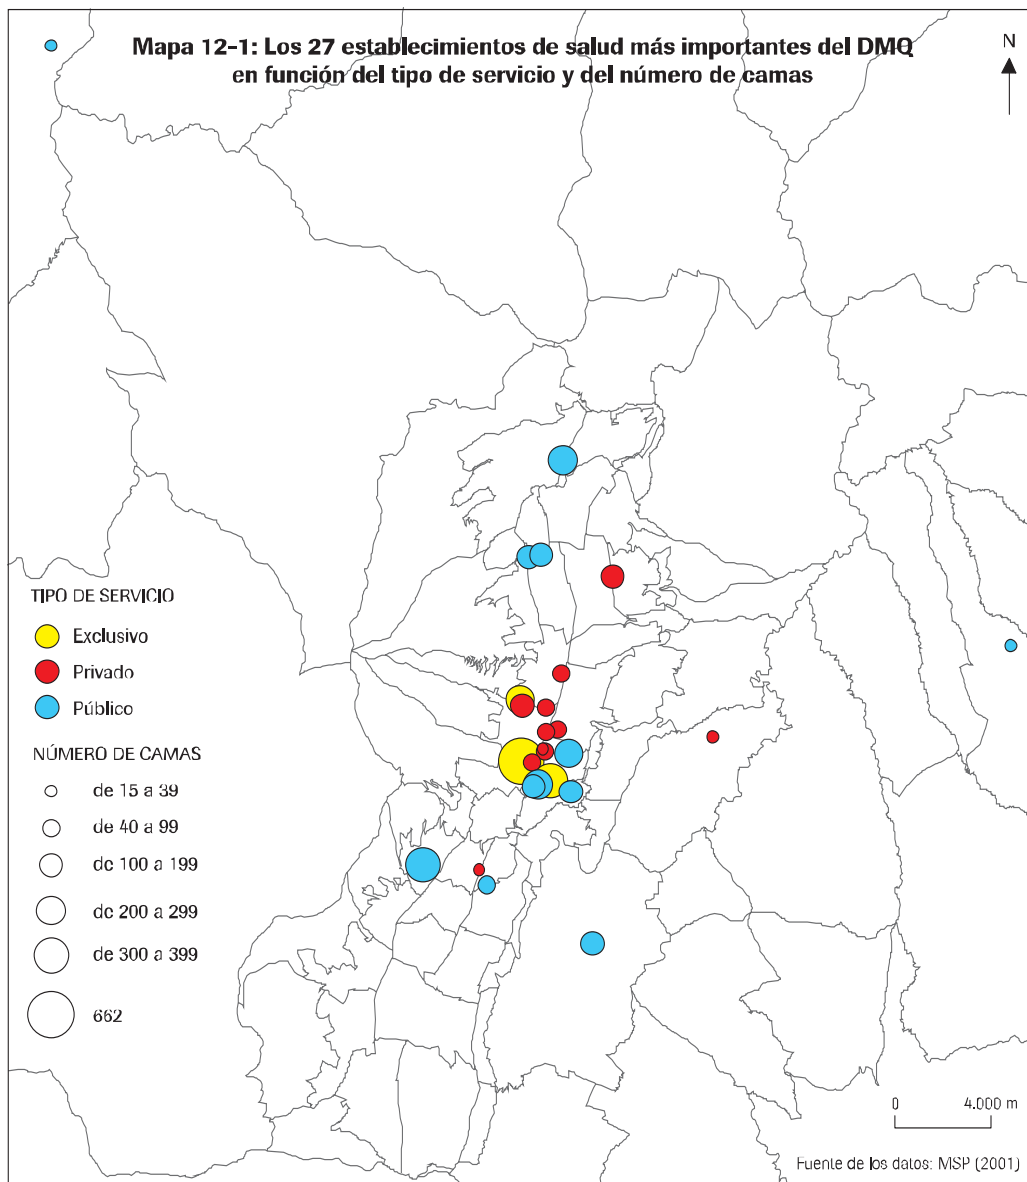 Mapa 12-1: Los 27 establecimientos de salud más importantes del DMQ
en función del tipo de servicio y del número de camas
N
TIPO DE SERVICIO
Exclusivo
Privado
Público
NÚMERO DE CAMAS
de 15 a 39
de 40 a 99
de 100 a 199
de 200 a 299
de 300 a 399
662
0 4.000 m
Fuente de los datos: MSP (2001)